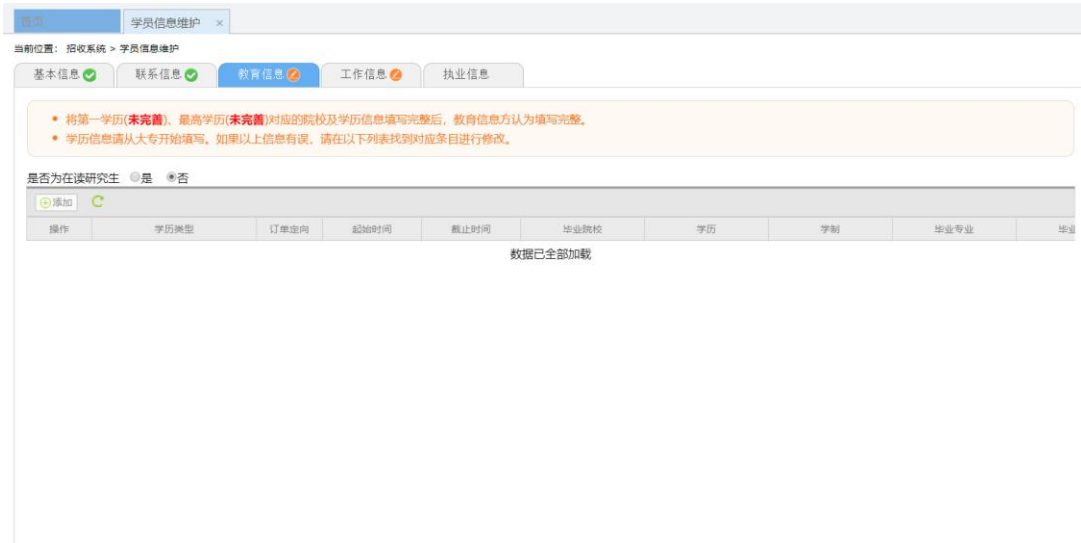 首页
学员信息维护 ×
当前位置： 招收系统 > 学员信息维护
基本信息 联系信息 教育信息 工作信息 执业信息
将第一学历(未完善)、最高学历(未完善)对应的院校及学历信息填写完整后，教育信息方认为填写完整。
学历信息请从大专开始填写。如果以上信息有误，请在以下列表找到对应条目进行修改。
是否为在读研究生 是 否
添加
操作 学历类型 订单定向 起始时间 截止时间 毕业院校 学历 学制 毕业专业 毕业
数据已全部加载